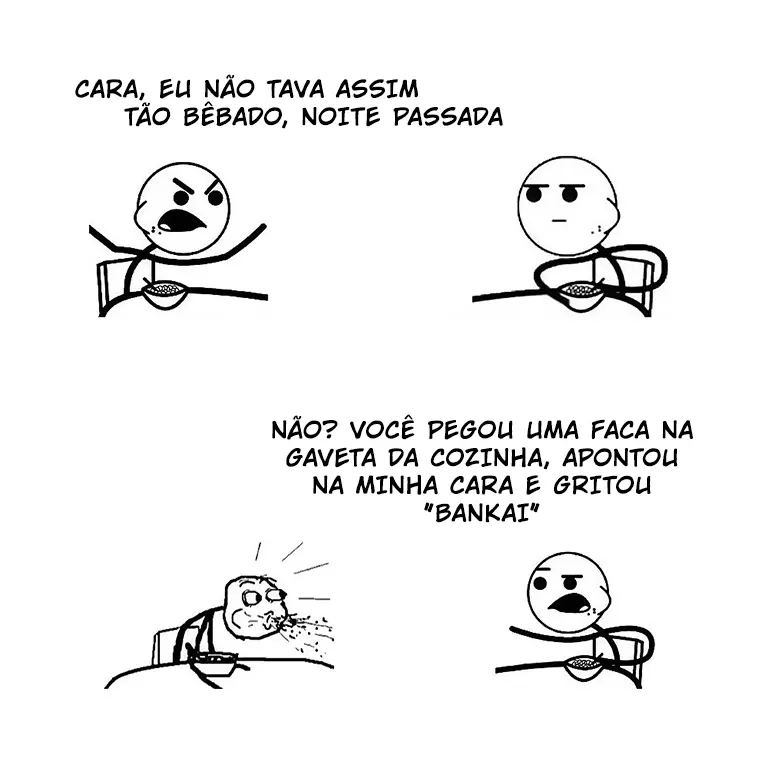 CARA, EU NÃO TAVA ASSIM
TÃO BÊBADO, NOITE PASSADA
NÃO? VOCÊ PEGOU UMA FACA NA
GAVETA DA COZINHA, APONTOU
NA MINHA CARA E GRITOU
"BANKAI"